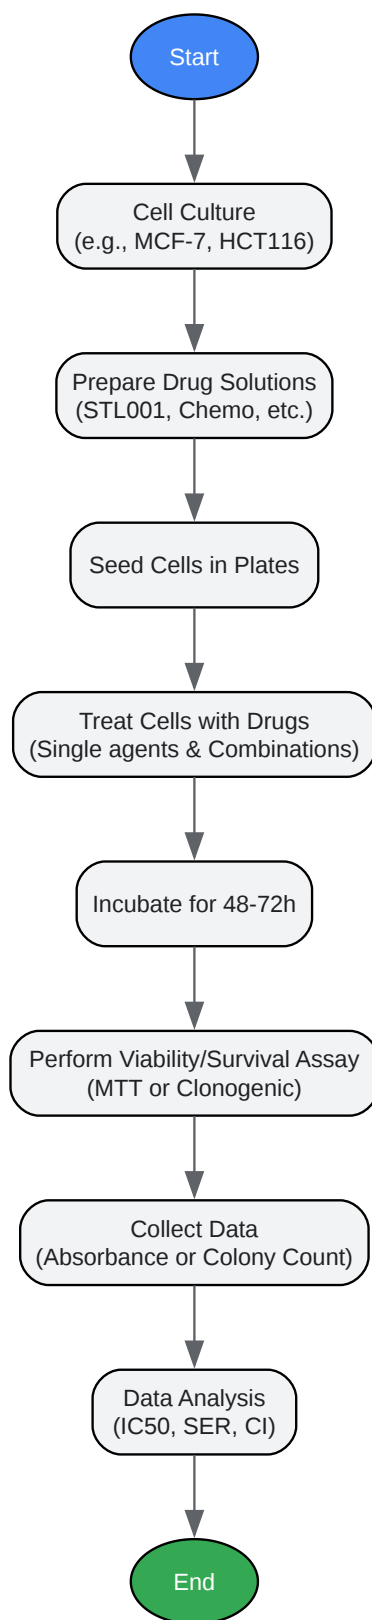 Start
Cell Culture
(e.g., MCF-7, HCT116)
Prepare Drug Solutions
(STL001, Chemo, etc.)
Seed Cells in Plates
Treat Cells with Drugs
(Single agents & Combinations)
Incubate for 48-72h
Perform Viability/Survival Assay
(MTT or Clonogenic)
Collect Data
(Absorbance or Colony Count)
Data Analysis
(IC50, SER, CI)
End